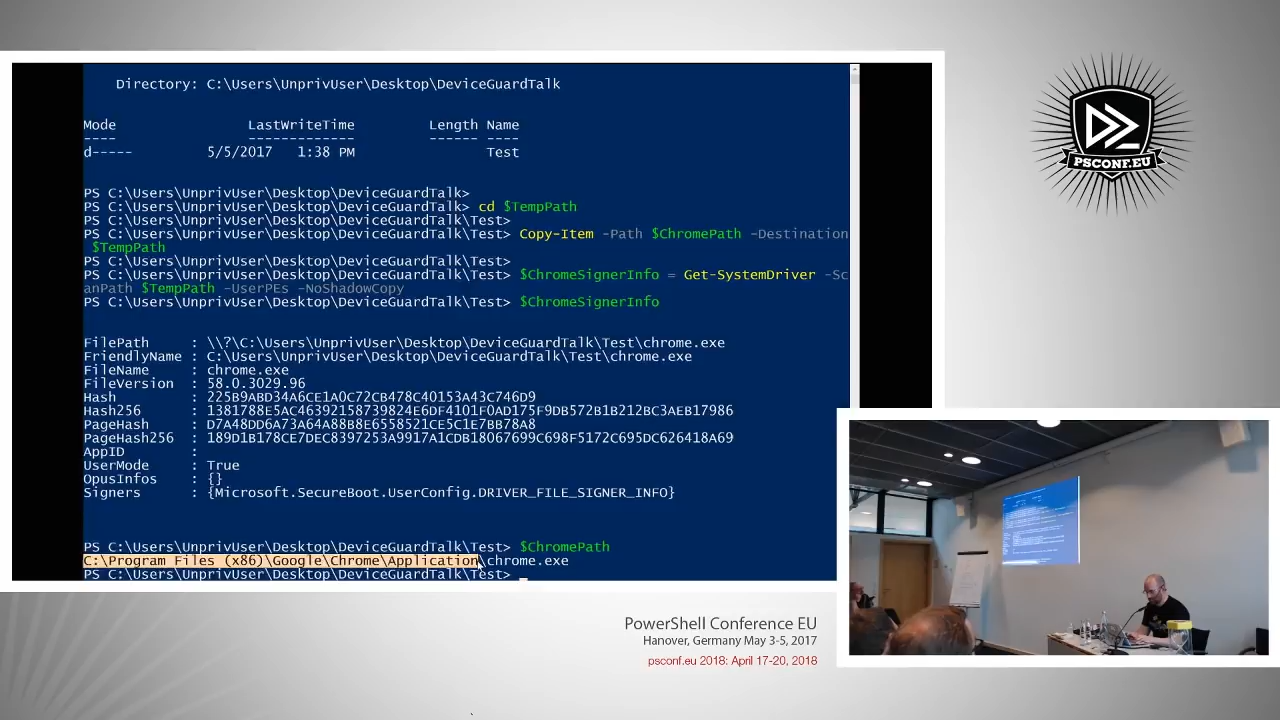 Directory: C:\Users\UnprivUser\Desktop\DeviceGuardTalk
Mode LastWriteTime Length Name
---- ------------- ------ ----
d----- 5/5/2017 1:38 PM Test
PS C:\Users\UnprivUser\Desktop\DeviceGuardTalk>
PS C:\Users\UnprivUser\Desktop\DeviceGuardTalk> cd $TempPath
PS C:\Users\UnprivUser\Desktop\DeviceGuardTalk\Test>
PS C:\Users\UnprivUser\Desktop\DeviceGuardTalk\Test> Copy-Item -Path $ChromePath -Destination
$TempPath
PS C:\Users\UnprivUser\Desktop\DeviceGuardTalk\Test>
PS C:\Users\UnprivUser\Desktop\DeviceGuardTalk\Test> $ChromeSignerInfo = Get-SystemDriver -Sc
anPath $TempPath -UserPEs -NoShadowCopy
PS C:\Users\UnprivUser\Desktop\DeviceGuardTalk\Test> $ChromeSignerInfo
FilePath : \\?\C:\Users\UnprivUser\Desktop\DeviceGuardTalk\Test\chrome.exe
FriendlyName : C:\Users\UnprivUser\Desktop\DeviceGuardTalk\Test\chrome.exe
FileName : chrome.exe
FileVersion : 58.0.3029.96
Hash : 225B9ABD34A6CE1A0C72CB478C40153A43C746D9
Hash256 : 1381788E5AC46392158739824E6DF4101F0AD175F9DB572B1B212BC3AEB17986
PageHash : D7A48DD6A73A64A88B8E6558521CE5C1E7BB78A8
PageHash256 : 189D1B178CE7DEC8397253A9917A1CDB18067699C698F5172C695DC626418A69
AppID :
UserMode : True
OpusInfos : {}
Signers : {Microsoft.SecureBoot.UserConfig.DRIVER_FILE_SIGNER_INFO}
PS C:\Users\UnprivUser\Desktop\DeviceGuardTalk\Test> $ChromePath
C:\Program Files (x86)\Google\Chrome\Application\chrome.exe
PS C:\Users\UnprivUser\Desktop\DeviceGuardTalk\Test>
PSCONF.EU
PowerShell Conference EU
Hanover, Germany May 3-5, 2017
psconf.eu 2018: April 17-20, 2018